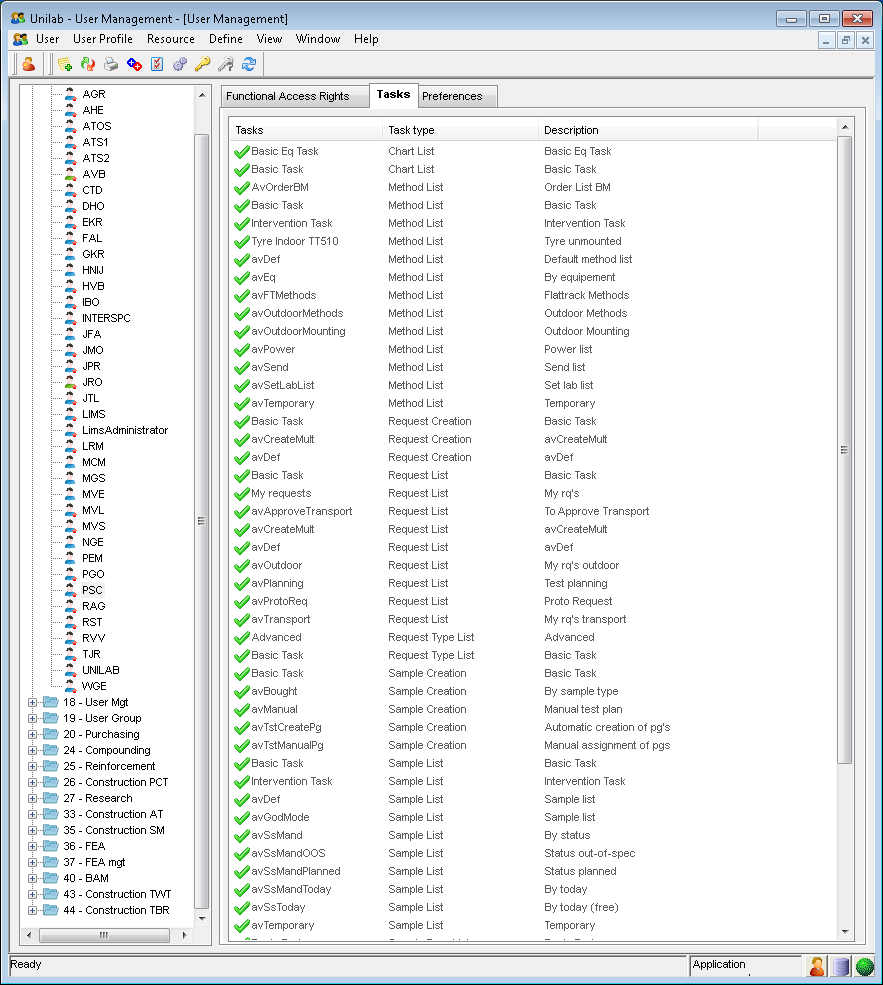 Unilab - User Management - [User Management]
User User Profile Resource Define View Window Help
AGR
AHE
ATOS
ATS1
ATS2
AVB
CTD
DHO
EKR
FAL
GKR
HNIJ
HVB
IBO
INTERSPC
JFA
JMO
JPR
JRO
JTL
LIMS
LimsAdministrator
LRM
MCM
MGS
MVE
MVL
MVS
NGE
PEM
PGO
PSC
RAG
RST
RVV
TJR
UNILAB
WGE
18 - User Mgt
19 - User Group
20 - Purchasing
24 - Compounding
25 - Reinforcement
26 - Construction PCT
27 - Research
33 - Construction AT
35 - Construction SM
36 - FEA
37 - FEA mgt
40 - BAM
43 - Construction TWT
44 - Construction TBR
Functional Access Rights Tasks Preferences
Tasks Task type Description
Basic Eq Task Chart List Basic Eq Task
Basic Task Chart List Basic Task
AvOrderBM Method List Order List BM
Basic Task Method List Basic Task
Intervention Task Method List Intervention Task
Tyre Indoor TT510 Method List Tyre unmounted
avDef Method List Default method list
avEq Method List By equipement
avFTMethods Method List Flattrack Methods
avOutdoorMethods Method List Outdoor Methods
avOutdoorMounting Method List Outdoor Mounting
avPower Method List Power list
avSend Method List Send list
avSetLabList Method List Set lab list
avTemporary Method List Temporary
Basic Task Request Creation Basic Task
avCreateMult Request Creation avCreateMult
avDef Request Creation avDef
Basic Task Request List Basic Task
My requests Request List My rq's
avApproveTransport Request List To Approve Transport
avCreateMult Request List avCreateMult
avDef Request List avDef
avOutdoor Request List My rq's outdoor
avPlanning Request List Test planning
avProtoReq Request List Proto Request
avTransport Request List My rq's transport
Advanced Request Type List Advanced
Basic Task Request Type List Basic Task
Basic Task Sample Creation Basic Task
avBought Sample Creation By sample type
avManual Sample Creation Manual test plan
avTstCreatePg Sample Creation Automatic creation of pg's
avTstManualPg Sample Creation Manual assignment of pgs
Basic Task Sample List Basic Task
Intervention Task Sample List Intervention Task
avDef Sample List Sample list
avGodMode Sample List Sample list
avSsMand Sample List By status
avSsMandOOS Sample List Status out-of-spec
avSsMandPlanned Sample List Status planned
avSsMandToday Sample List By today
avSsToday Sample List By today (free)
avTemporary Sample List Temporary
Ready
Application